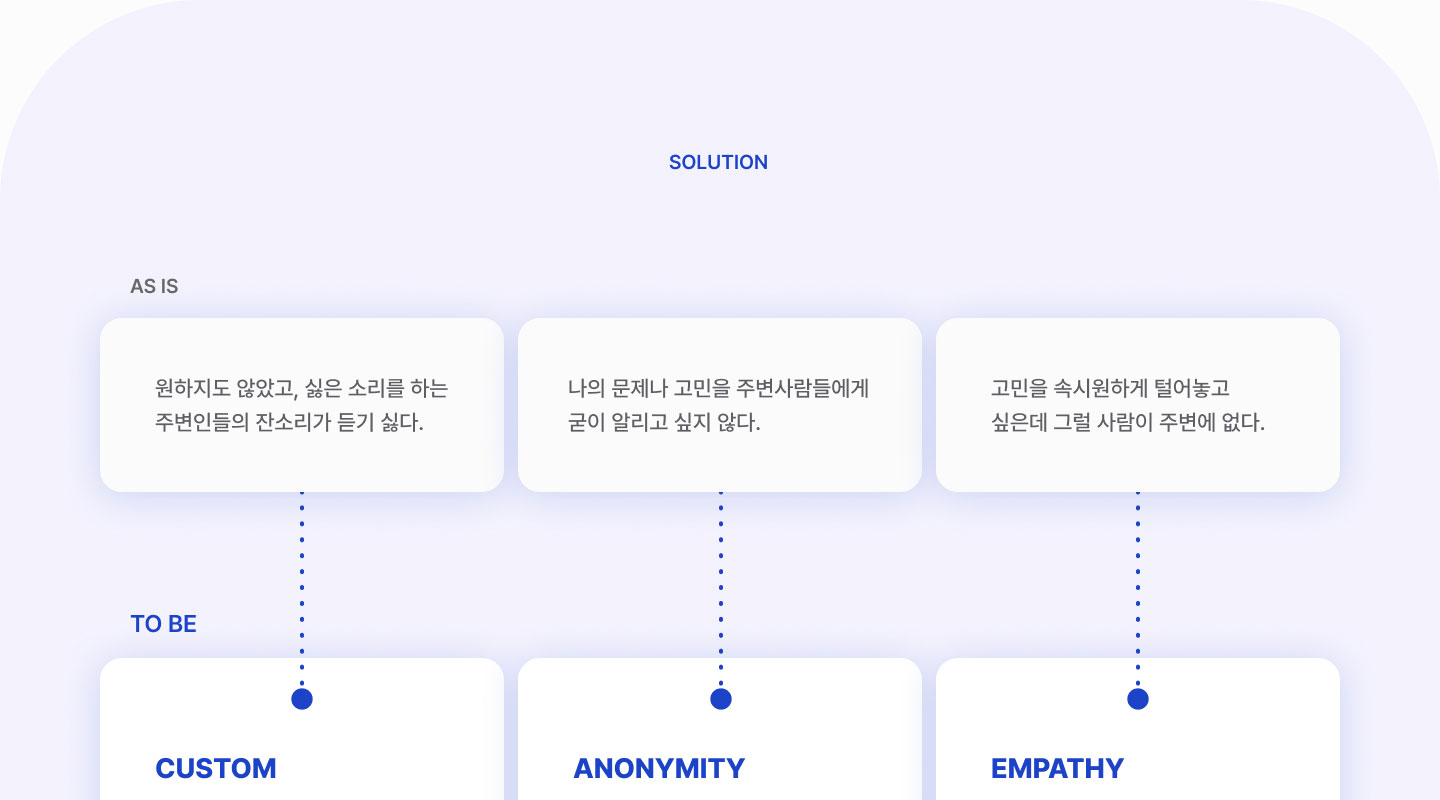 SOLUTION
AS IS
원하지도 않았고, 싫은 소리를 하는
주변인들의 잔소리가 듣기 싫다.
나의 문제나 고민을 주변사람들에게
굳이 알리고 싶지 않다.
고민을 속시원하게 털어놓고
싶은데 그럴 사람이 주변에 없다.
TO BE
CUSTOM
ANONYMITY
EMPATHY